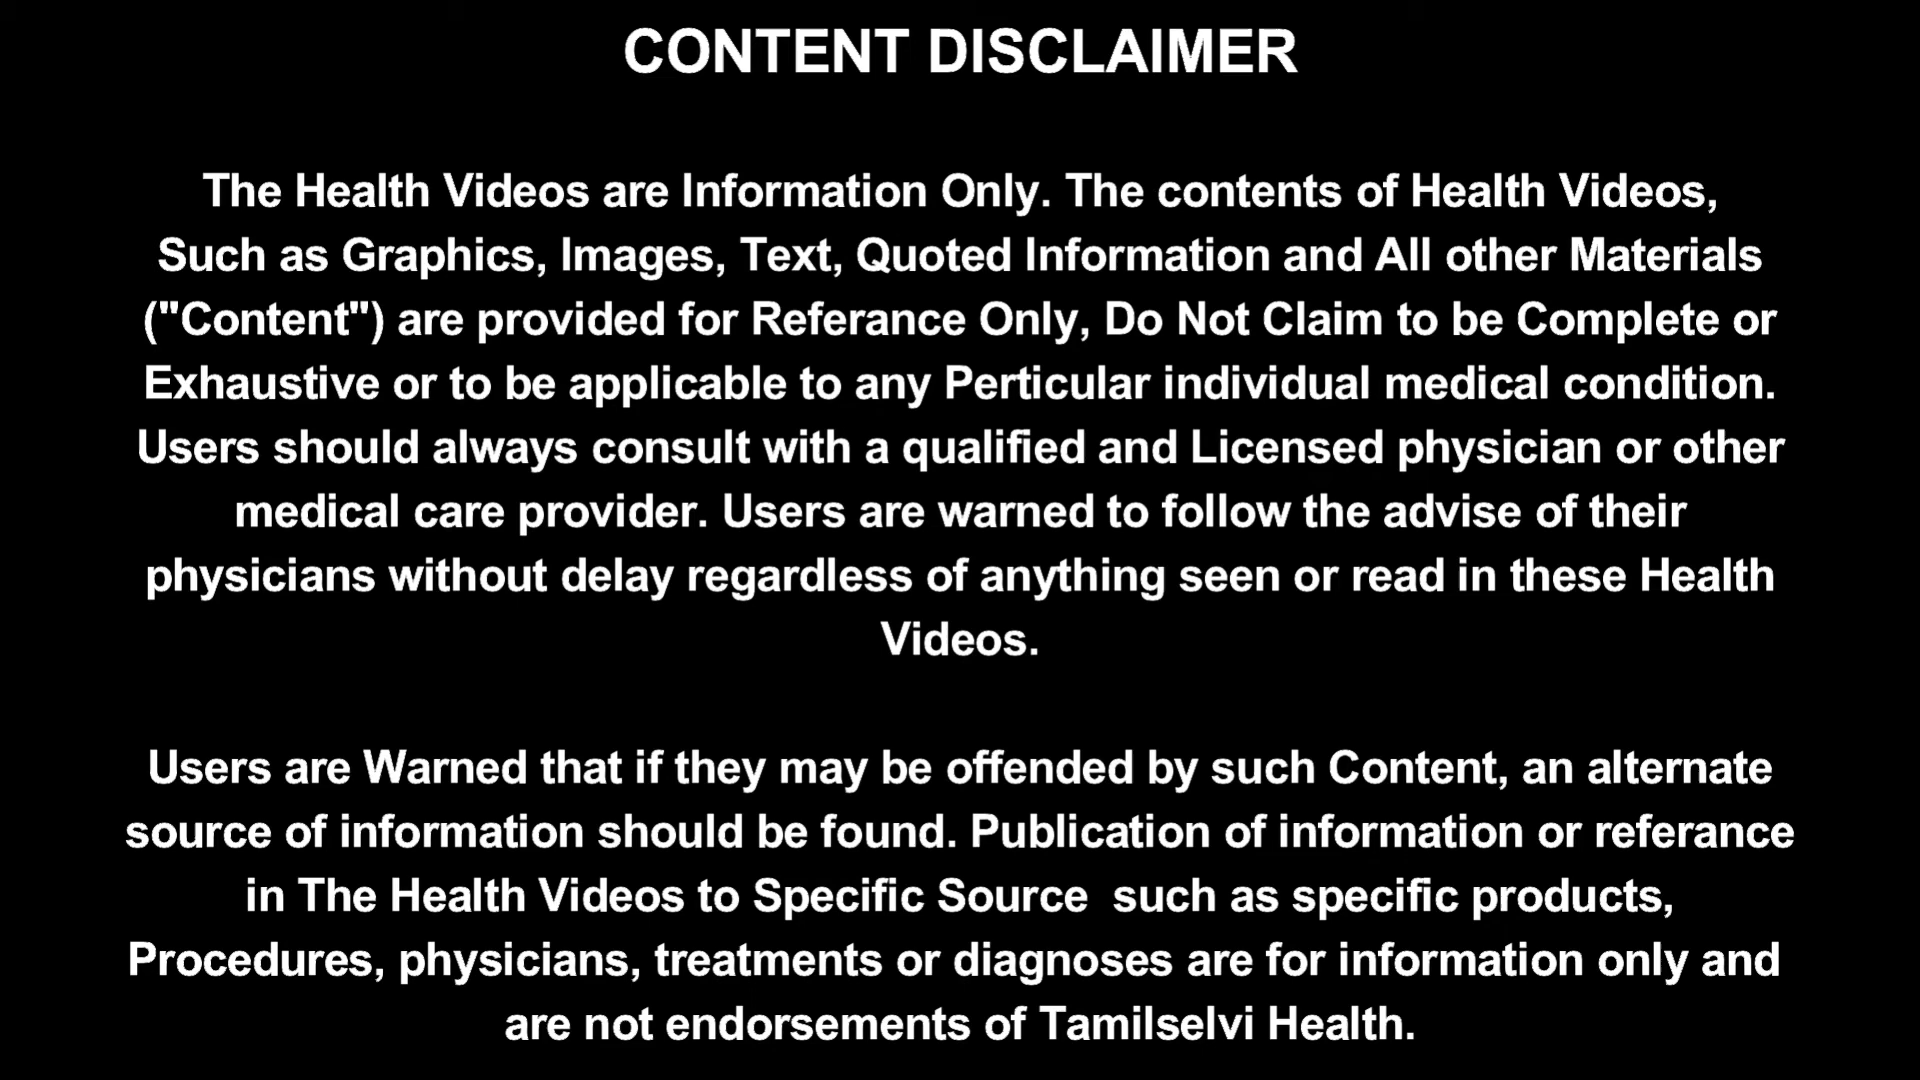 CONTENT DISCLAIMER
The Health Videos are Information Only. The contents of Health Videos,
Such as Graphics, Images, Text, Quoted Information and All other Materials
("Content") are provided for Referance Only, Do Not Claim to be Complete or
Exhaustive or to be applicable to any Perticular individual medical condition.
Users should always consult with a qualified and Licensed physician or other
medical care provider. Users are warned to follow the advise of their
physicians without delay regardless of anything seen or read in these Health
Videos.
Users are Warned that if they may be offended by such Content, an alternate
source of information should be found. Publication of information or referance
in The Health Videos to Specific Source  such as specific products,
Procedures, physicians, treatments or diagnoses are for information only and
are not endorsements of Tamilselvi Health.